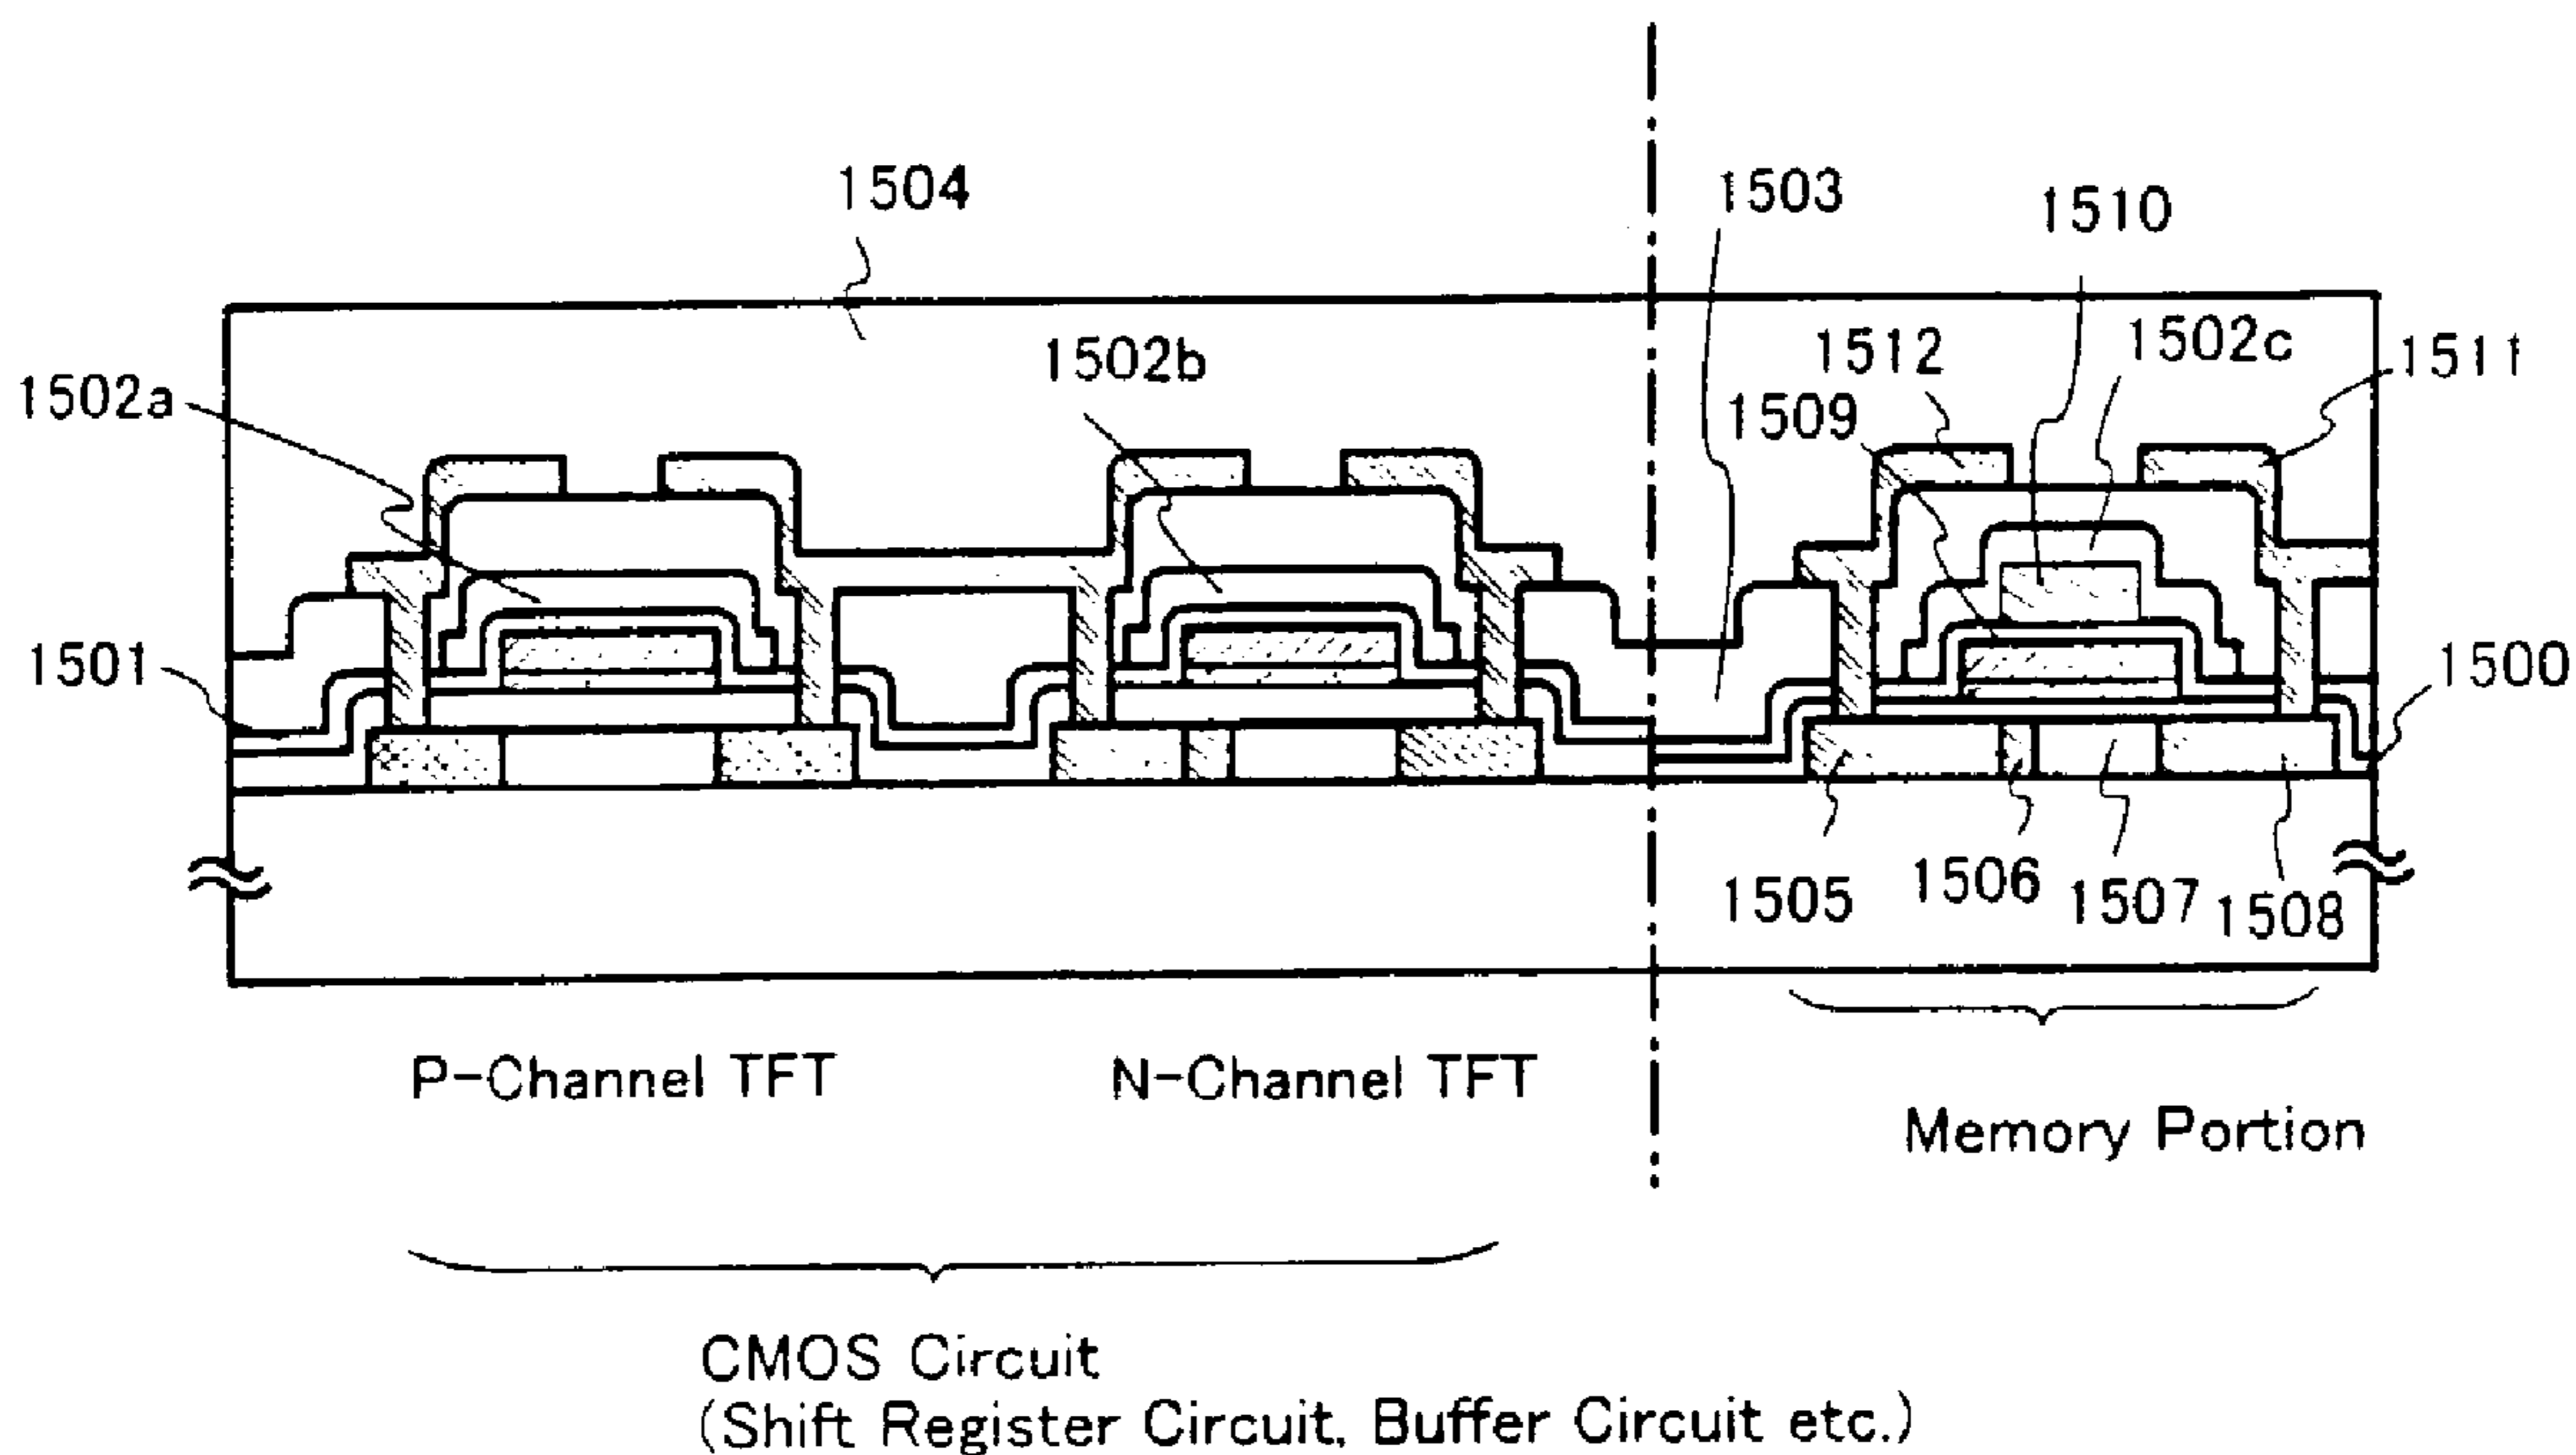 1504
1503
1510
1502a
1502b
1512
1502c
1511
1509
1501
1500
1505
1506
1507
1508
P-Channel TFT
N-Channel TFT
Memory Portion
CMOS Circuit
(Shift Register Circuit, Buffer Circuit etc.)